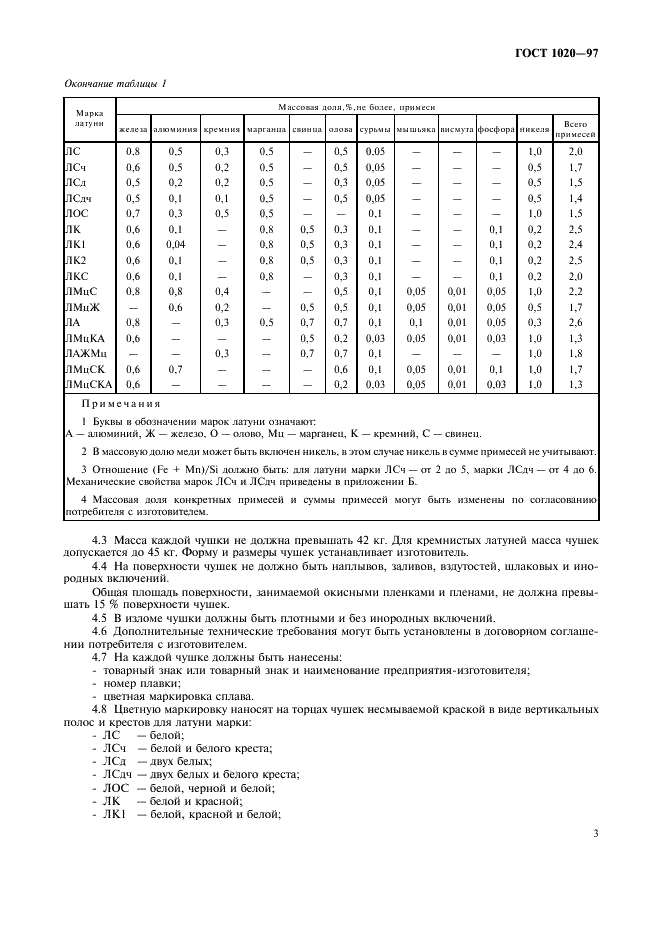 ГОСТ 1020—97
Окончание таблицы 1
Марка латуни | Массовая доля,%,не более, примеси
железа | алюминия | кремния | марганца | свинца | олова | сурьмы | мышьяка | висмута | фосфора | никеля | Всего примесей
ЛС | 0,8 | 0,5 | 0,3 | 0,5 | — | 0,5 | 0,05 | — | — | — | 1,0 | 2,0
ЛСч | 0,6 | 0,5 | 0,2 | 0,5 | — | 0,5 | 0,05 | — | — | — | 0,5 | 1,7
ЛСд | 0,5 | 0,2 | 0,2 | 0,5 | — | 0,3 | 0,05 | — | — | — | 0,5 | 1,5
ЛСдч | 0,5 | 0,1 | 0,1 | 0,5 | — | 0,5 | 0,05 | — | — | — | 0,5 | 1,4
ЛОС | 0,7 | 0,3 | 0,5 | 0,5 | — | — | 0,1 | — | — | — | 1,0 | 1,5
ЛК | 0,6 | 0,1 | — | 0,8 | 0,5 | 0,3 | 0,1 | — | — | 0,1 | 0,2 | 2,5
ЛК1 | 0,6 | 0,04 | — | 0,8 | 0,5 | 0,3 | 0,1 | — | — | 0,1 | 0,2 | 2,4
ЛК2 | 0,6 | 0,1 | — | 0,8 | 0,5 | 0,3 | 0,1 | — | — | 0,1 | 0,2 | 2,5
ЛКС | 0,6 | 0,1 | — | 0,8 | — | 0,3 | 0,1 | — | — | 0,1 | 0,2 | 2,0
ЛМцС | 0,8 | 0,8 | 0,4 | — | — | 0,5 | 0,1 | 0,05 | 0,01 | 0,05 | 1,0 | 2,2
ЛМцЖ | — | 0,6 | 0,2 | — | 0,5 | 0,5 | 0,1 | 0,05 | 0,01 | 0,05 | 0,5 | 1,7
ЛА | 0,8 | — | 0,3 | 0,5 | 0,7 | 0,7 | 0,1 | 0,1 | 0,01 | 0,05 | 0,3 | 2,6
ЛМцКА | 0,6 | — | — | — | 0,5 | 0,2 | 0,03 | 0,05 | 0,01 | 0,03 | 1,0 | 1,3
ЛАЖМц | — | — | 0,3 | — | 0,7 | 0,7 | 0,1 | — | — | — | 1,0 | 1,8
ЛМцСК | 0,6 | 0,7 | — | — | — | 0,6 | 0,1 | 0,05 | 0,01 | 0,1 | 1,0 | 1,7
ЛМцСКА | 0,6 | — | — | — | — | 0,2 | 0,03 | 0,05 | 0,01 | 0,03 | 1,0 | 1,3
Примечания
1 Буквы в обозначении марок латуни означают:
А — алюминий, Ж — железо, О — олово, Мц — марганец, К — кремний, С — свинец.
2 В массовую долю меди может быть включен никель, в этом случае никель в сумме примесей не учитывают.
3 Отношение (Fe + Mn)/Si должно быть: для латуни марки ЛСч — от 2 до 5, марки ЛСдч — от 4 до 6.
Механические свойства марок ЛСч и ЛСдч приведены в приложении Б.
4 Массовая доля конкретных примесей и суммы примесей могут быть изменены по согласованию
потребителя с изготовителем.
4.3 Масса каждой чушки не должна превышать 42 кг. Для кремнистых латуней масса чушек
допускается до 45 кг. Форму и размеры чушек устанавливает изготовитель.
4.4 На поверхности чушек не должно быть наплывов, заливов, вздутостей, шлаковых и ино-
родных включений.
Общая площадь поверхности, занимаемой окисными пленками и пленами, не должна превы-
шать 15 % поверхности чушек.
4.5 В изломе чушки должны быть плотными и без инородных включений.
4.6 Дополнительные технические требования могут быть установлены в договорном соглаше-
нии потребителя с изготовителем.
4.7 На каждой чушке должны быть нанесены:
- товарный знак или товарный знак и наименование предприятия-изготовителя;
- номер плавки;
- цветная маркировка сплава.
4.8 Цветную маркировку наносят на торцах чушек несмываемой краской в виде вертикальных
полос и крестов для латуни марки:
- ЛС — белой;
- ЛСч — белой и белого креста;
- ЛСд — двух белых;
- ЛСдч — двух белых и белого креста;
- ЛОС — белой, черной и белой;
- ЛК — белой и красной;
- ЛК1 — белой, красной и белой;
3